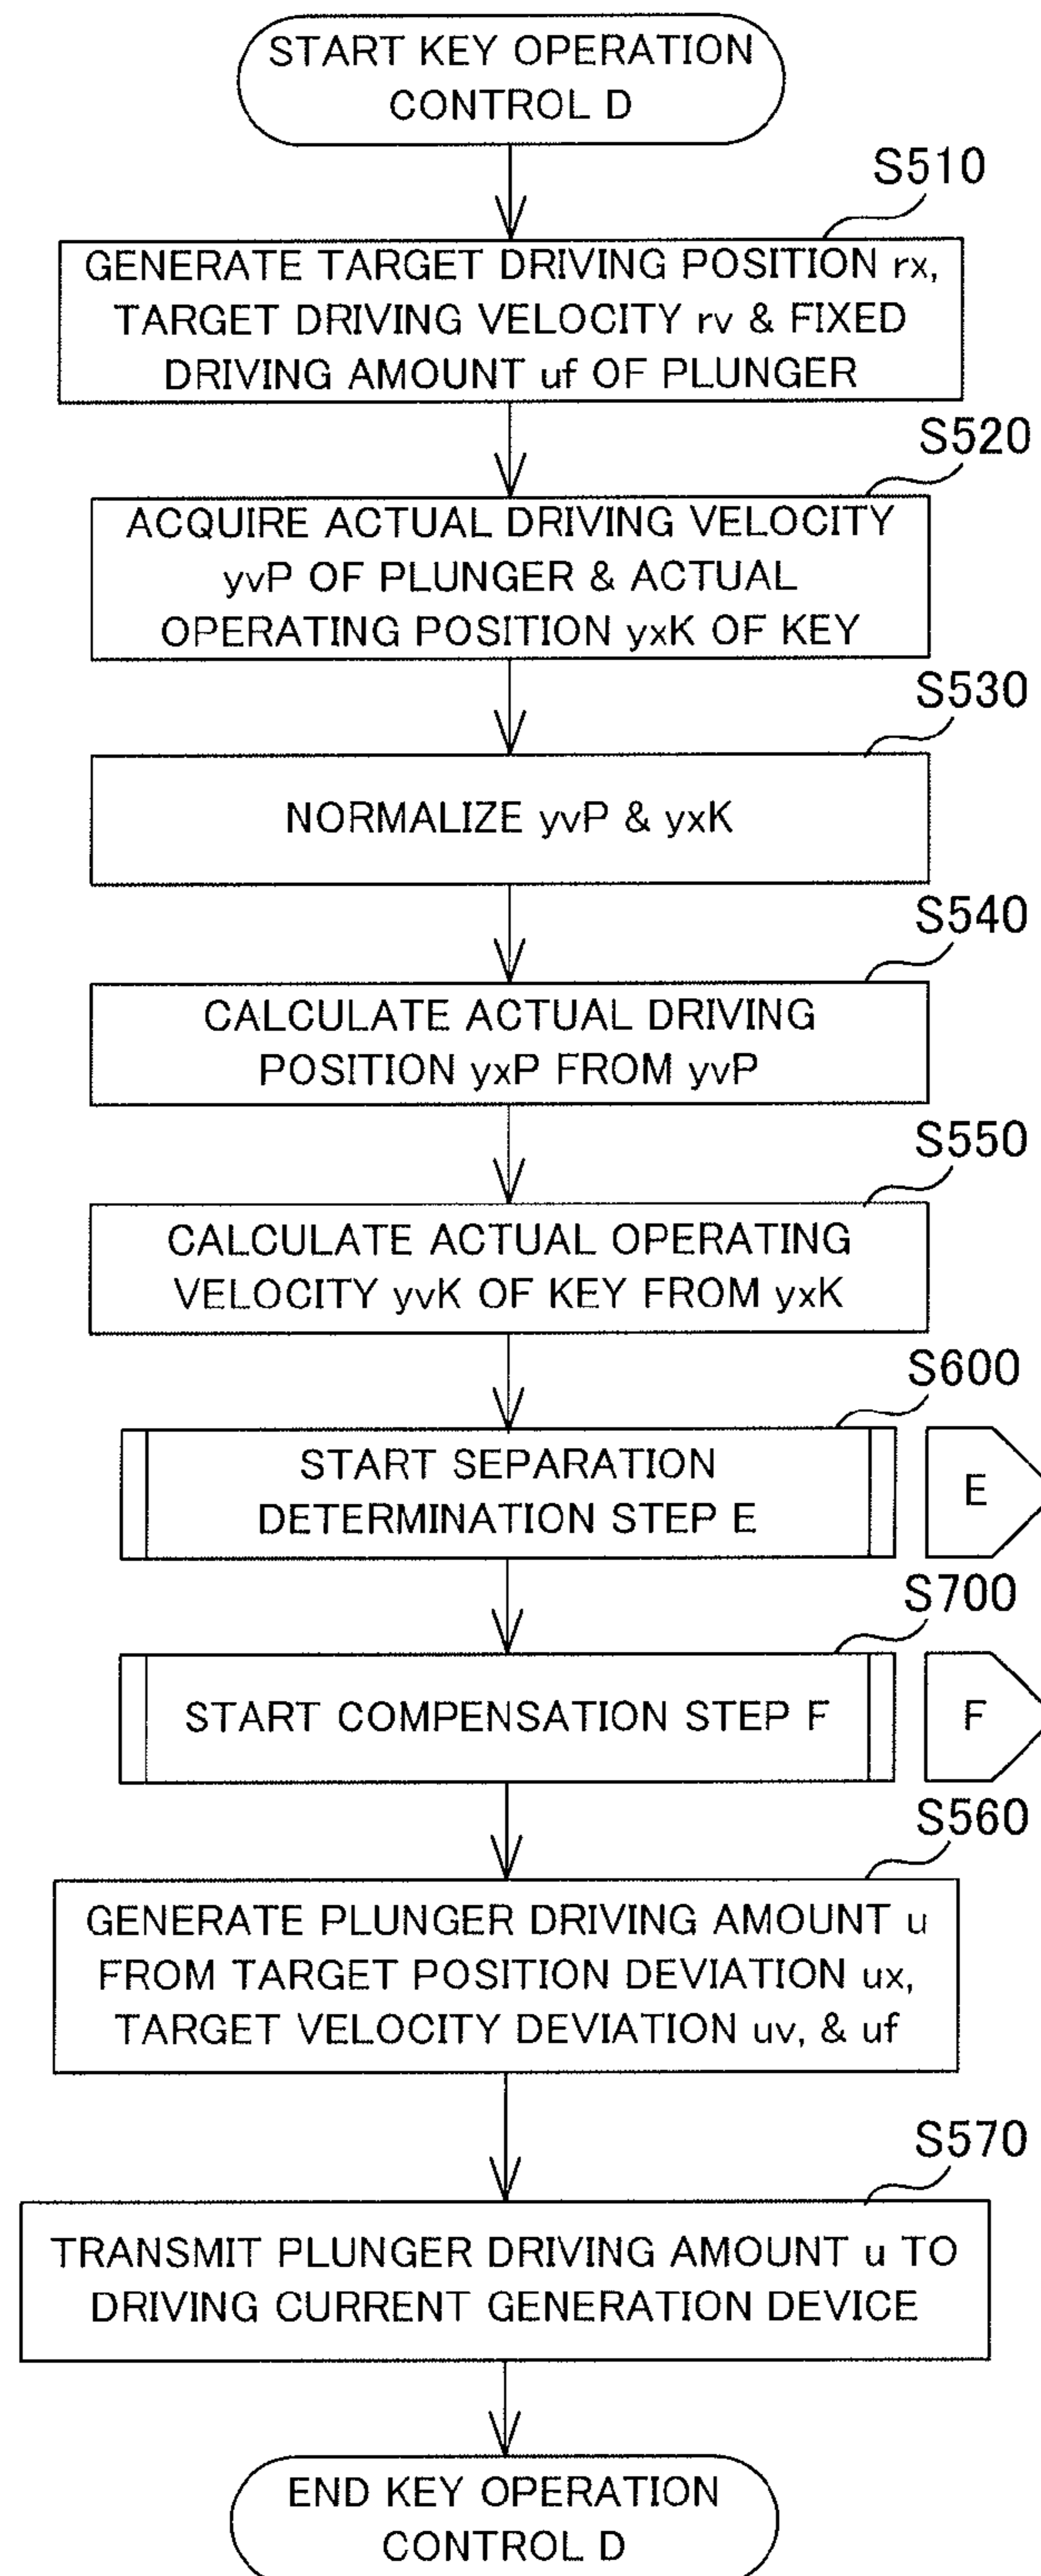 START KEY OPERATION
CONTROL D
S510
GENERATE TARGET DRIVING POSITION rx,
TARGET DRIVING VELOCITY rv & FIXED
DRIVING AMOUNT uf OF PLUNGER
S520
ACQUIRE ACTUAL DRIVING VELOCITY
yvP OF PLUNGER & ACTUAL
OPERATING POSITION yxK OF KEY
S530
NORMALIZE yvP & yxK
S540
CALCULATE ACTUAL DRIVING
POSITION yxP FROM yvP
S550
CALCULATE ACTUAL OPERATING
VELOCITY yvK OF KEY FROM yxK
S600
START SEPARATION
DETERMINATION STEP E
E
S700
START COMPENSATION STEP F
F
S560
GENERATE PLUNGER DRIVING AMOUNT u
FROM TARGET POSITION DEVIATION ux,
TARGET VELOCITY DEVIATION uv, & uf
S570
TRANSMIT PLUNGER DRIVING AMOUNT u TO
DRIVING CURRENT GENERATION DEVICE
END KEY OPERATION
CONTROL D